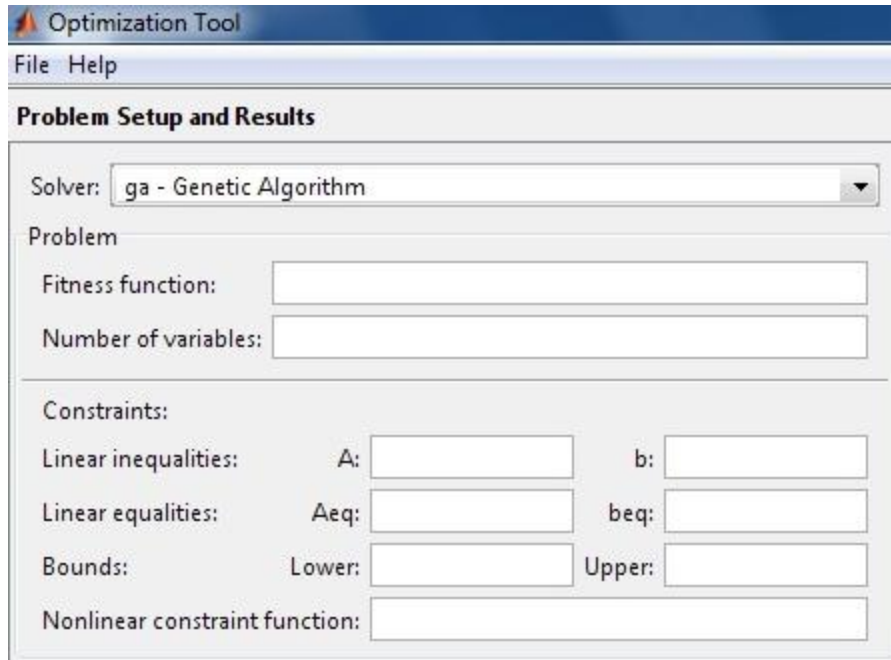 Optimization Tool
File Help
Problem Setup and Results
Solver: ga - Genetic Algorithm
Problem
Fitness function:
Number of variables:
Constraints:
Linear inequalities: A: b:
Linear equalities: Aeq: beq:
Bounds: Lower: Upper:
Nonlinear constraint function: